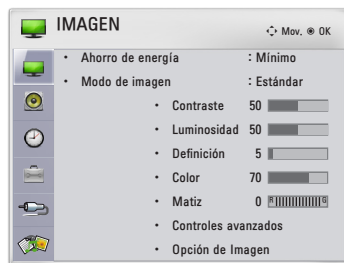 IMAGEN Mov. OK
• Ahorro de energía : Mínimo
• Modo de imagen : Estándar
• Contraste 50
• Luminosidad 50
• Definición 5
• Color 70
• Matiz 0 R G
• Controles avanzados
• Opción de Imagen